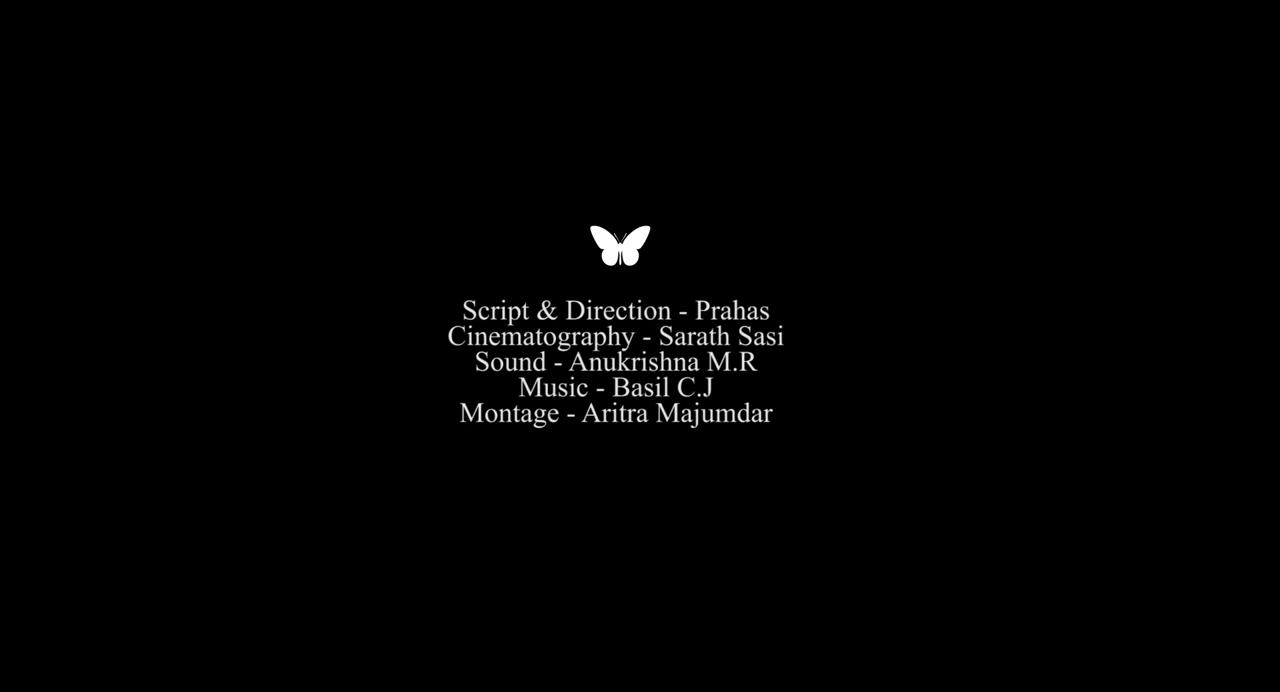 Script & Direction - Prahas
Cinematography - Sarath Sasi
Sound - Anukrishna M.R
Music - Basil C.J
Montage - Aritra Majumdar